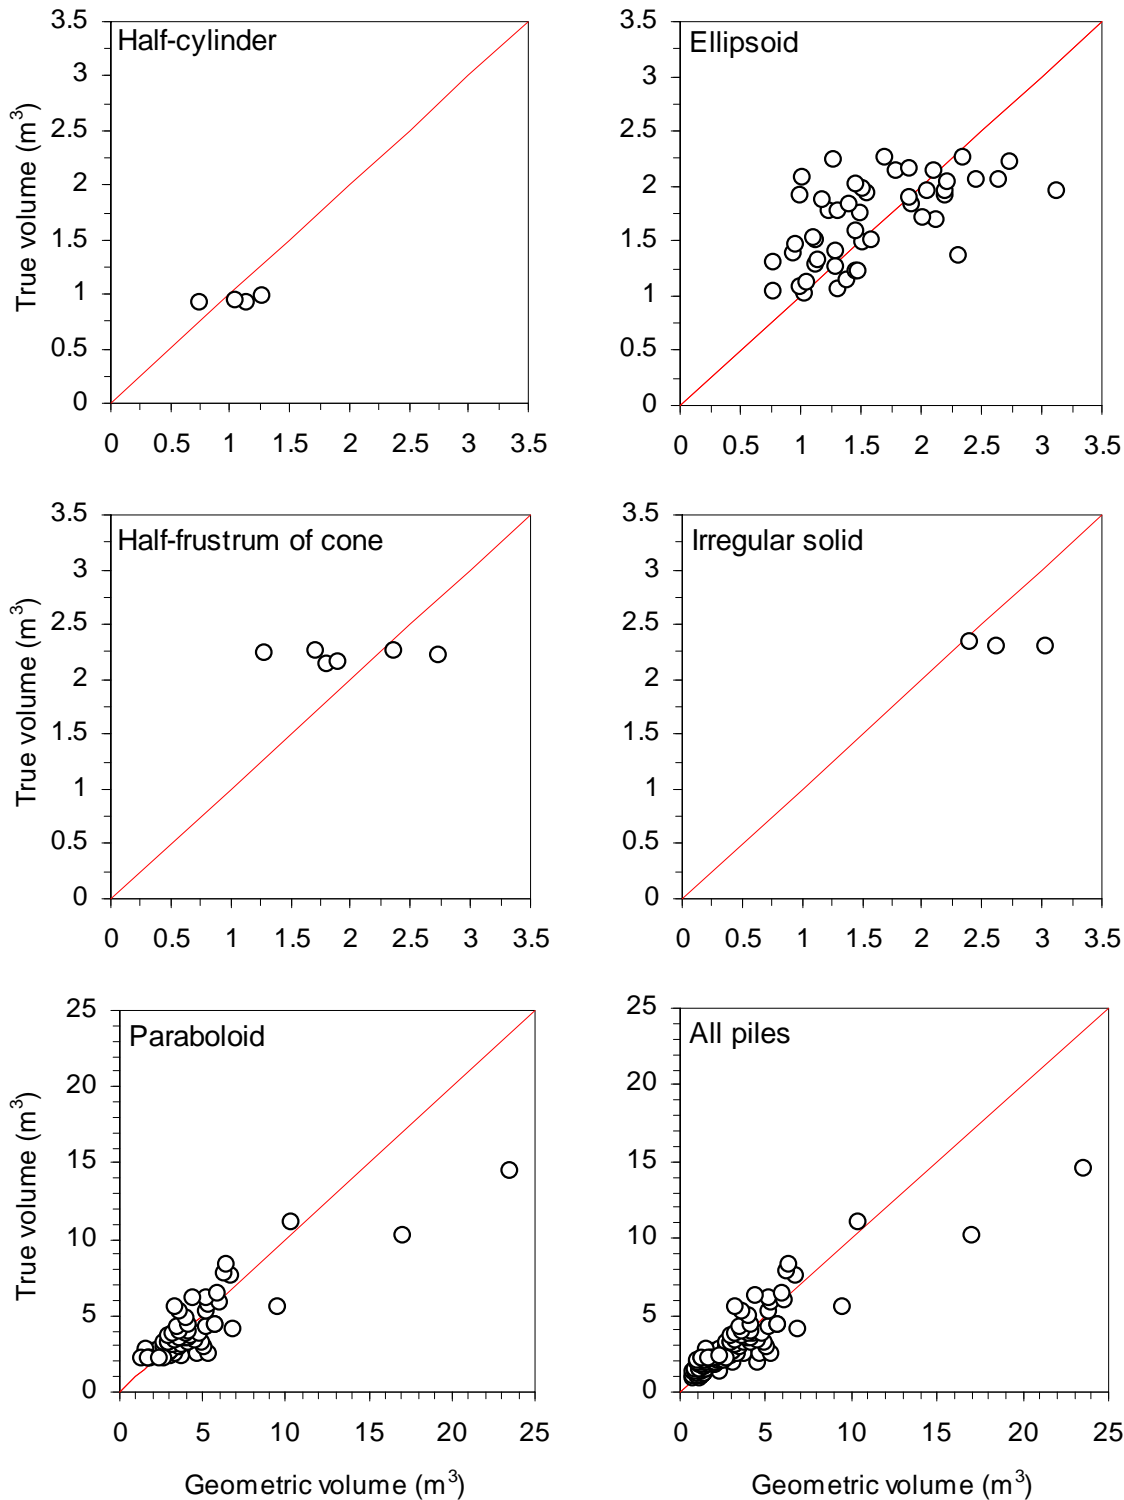 Half-cylinder
True volume (m³)
3.5
3
2.5
2
1.5
1
0.5
0
0 0.5 1 1.5 2 2.5 3 3.5
Ellipsoid
3.5
3
2.5
2
1.5
1
0.5
0
0 0.5 1 1.5 2 2.5 3 3.5
Half-frustrum of cone
True volume (m³)
3.5
3
2.5
2
1.5
1
0.5
0
0 0.5 1 1.5 2 2.5 3 3.5
Irregular solid
3.5
3
2.5
2
1.5
1
0.5
0
0 0.5 1 1.5 2 2.5 3 3.5
Paraboloid
True volume (m³)
25
20
15
10
5
0
0 5 10 15 20 25
Geometric volume (m³)
All piles
25
20
15
10
5
0
0 5 10 15 20 25
Geometric volume (m³)